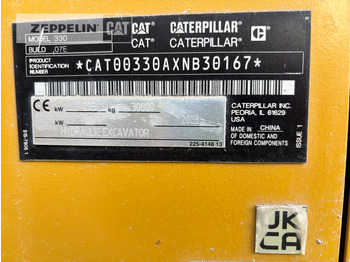 ZEPPELIN CAT CAT® CATERPILLAR®
MODEL 330 CAT® CATERPILLAR®
BUILD .07E
PRODUCT IDENTIFICATION NUMBER *CAT00330AXNB30167*
CE kW kg 30800
kW
HYDRAULIC EXCAVATOR
225-4148 13
CATERPILLAR INC.
PEORIA, IL 61629
USA
MADE IN CHINA
OF DOMESTIC AND
FOREIGN COMPONENTS
ISSUE 1
JK
CA